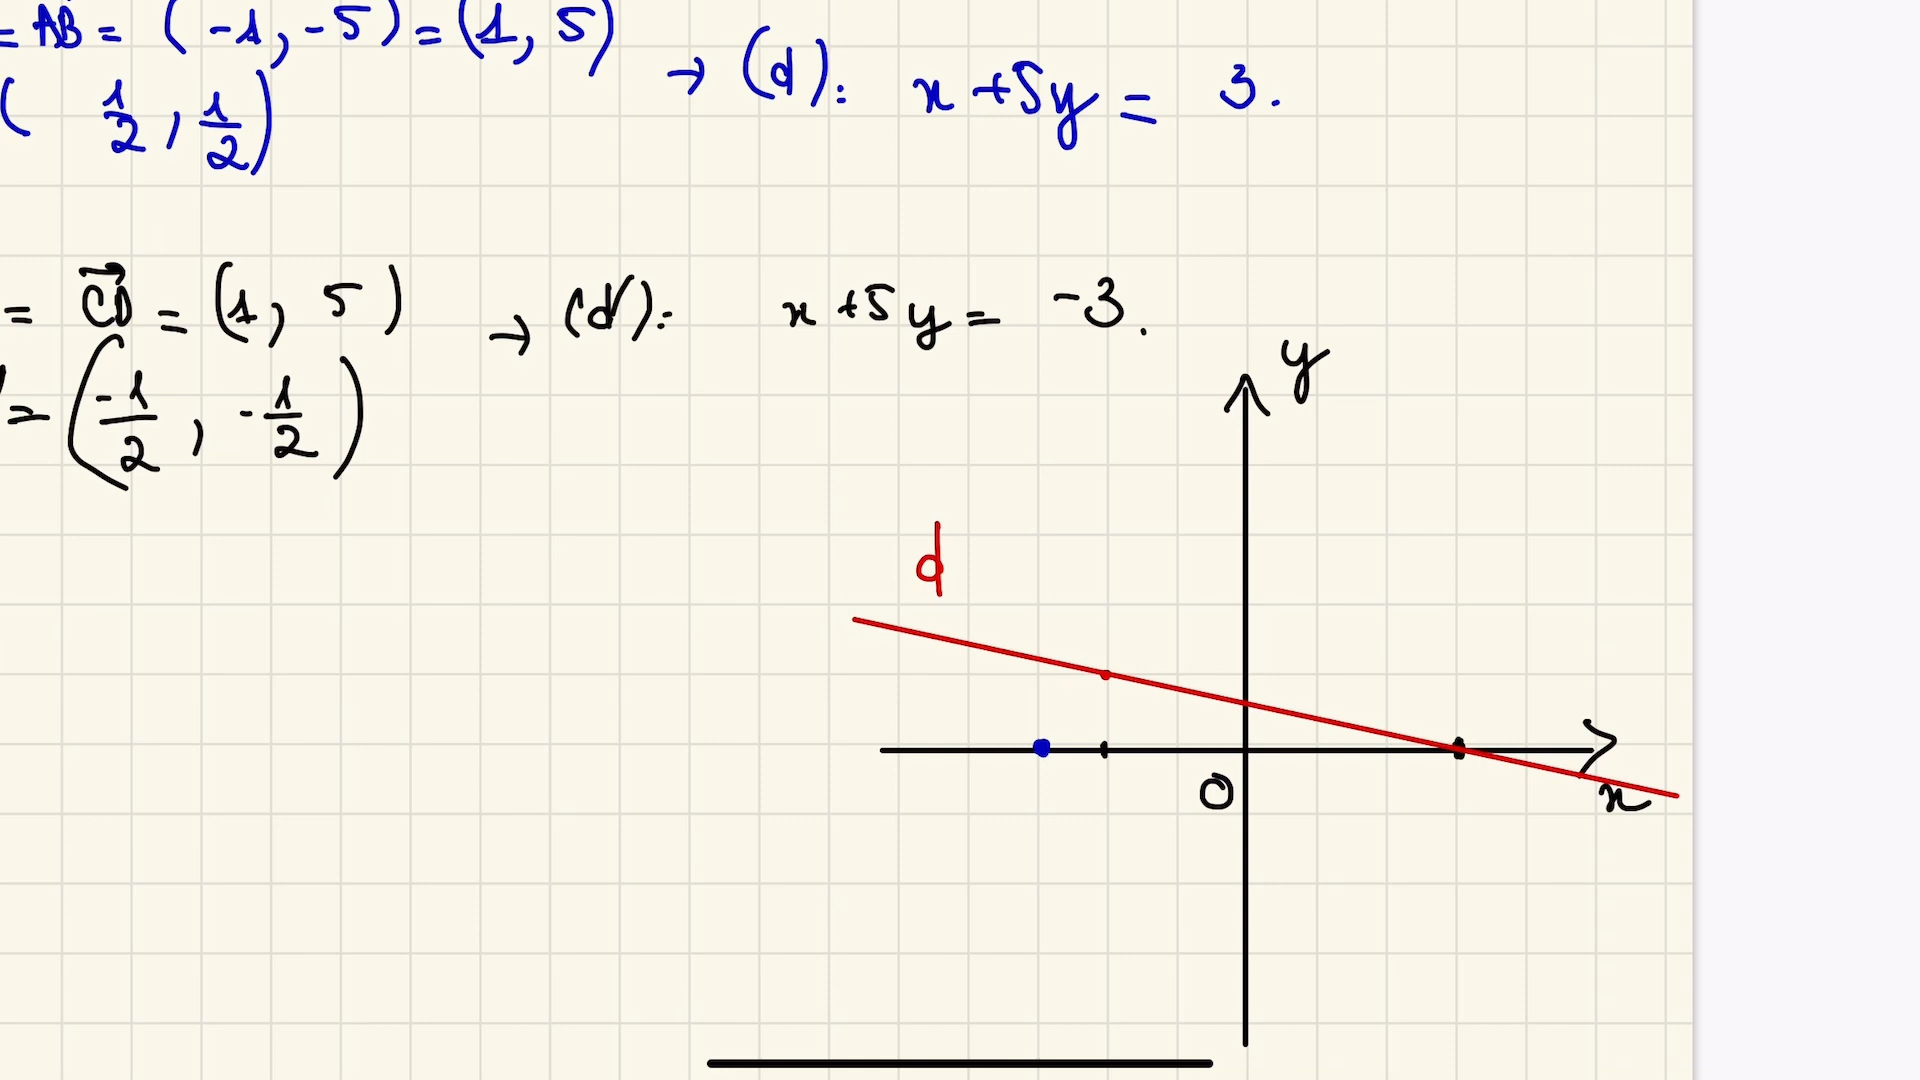 = AB = (-1, -5) = (1, 5)
→ (d): x + 5y = 3.
( 1/2, 1/2)
= CD = (1, 5) → (d'): x + 5y = -3.
= (-1/2, -1/2)
y
d
O
x